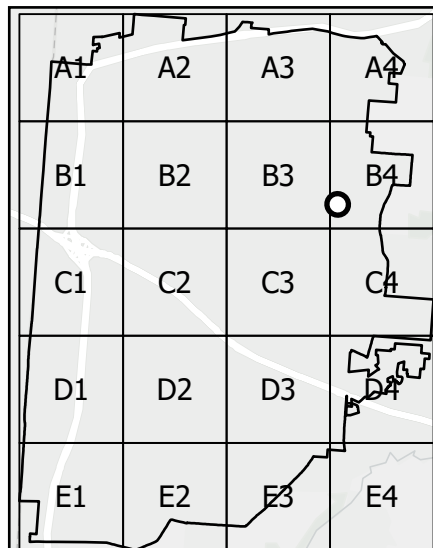 A1 A2 A3 A4
B1 B2 B3 B4
C1 C2 C3 C4
D1 D2 D3 D4
E1 E2 E3 E4